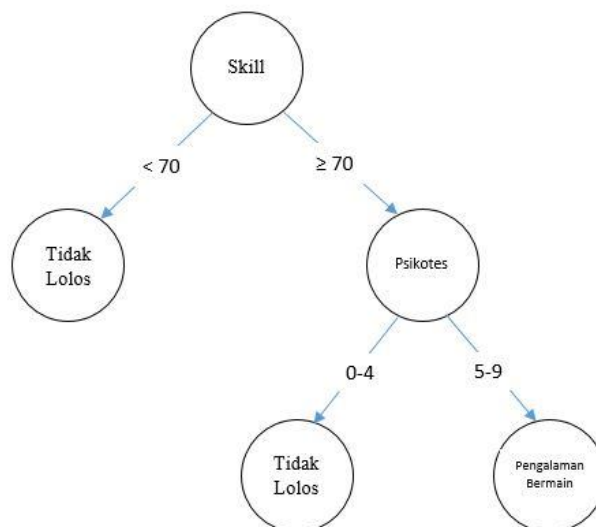 Skill
< 70
≥ 70
Tidak
Lolos
Psikotes
0-4
5-9
Tidak
Lolos
Pengalaman
Bermain